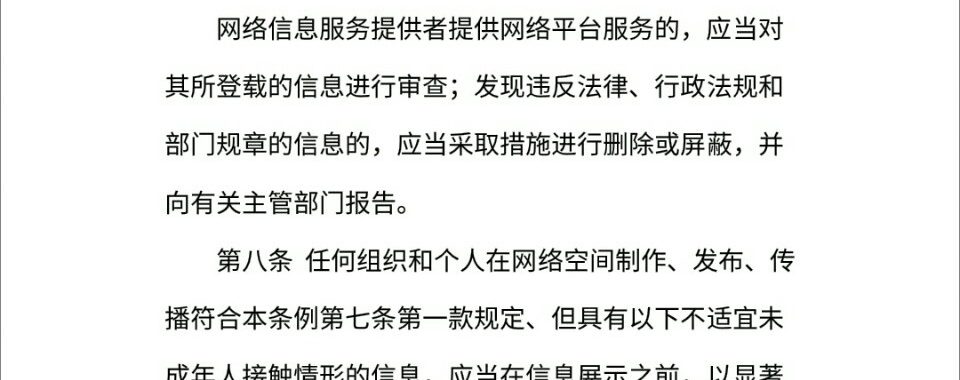 网络信息服务提供者提供网络平台服务的，应当对
其所登载的信息进行审查；发现违反法律、行政法规和
部门规章的信息的，应当采取措施进行删除或屏蔽，并
向有关主管部门报告。
第八条 任何组织和个人在网络空间制作、发布、传
播符合本条例第七条第一款规定、但具有以下不适宜未
成年人接触情形的信息，应当在信息展示之前，以显著